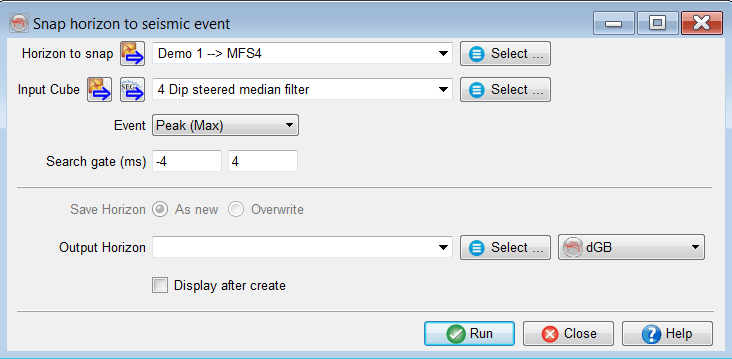 Snap horizon to seismic event
Horizon to snap Demo 1 --> MFS4 Select ...
Input Cube SEGY 4 Dip steered median filter Select ...
Event Peak (Max)
Search gate (ms) -4 4
Save Horizon As new Overwrite
Output Horizon Select ... dGB
Display after create
Run Close Help